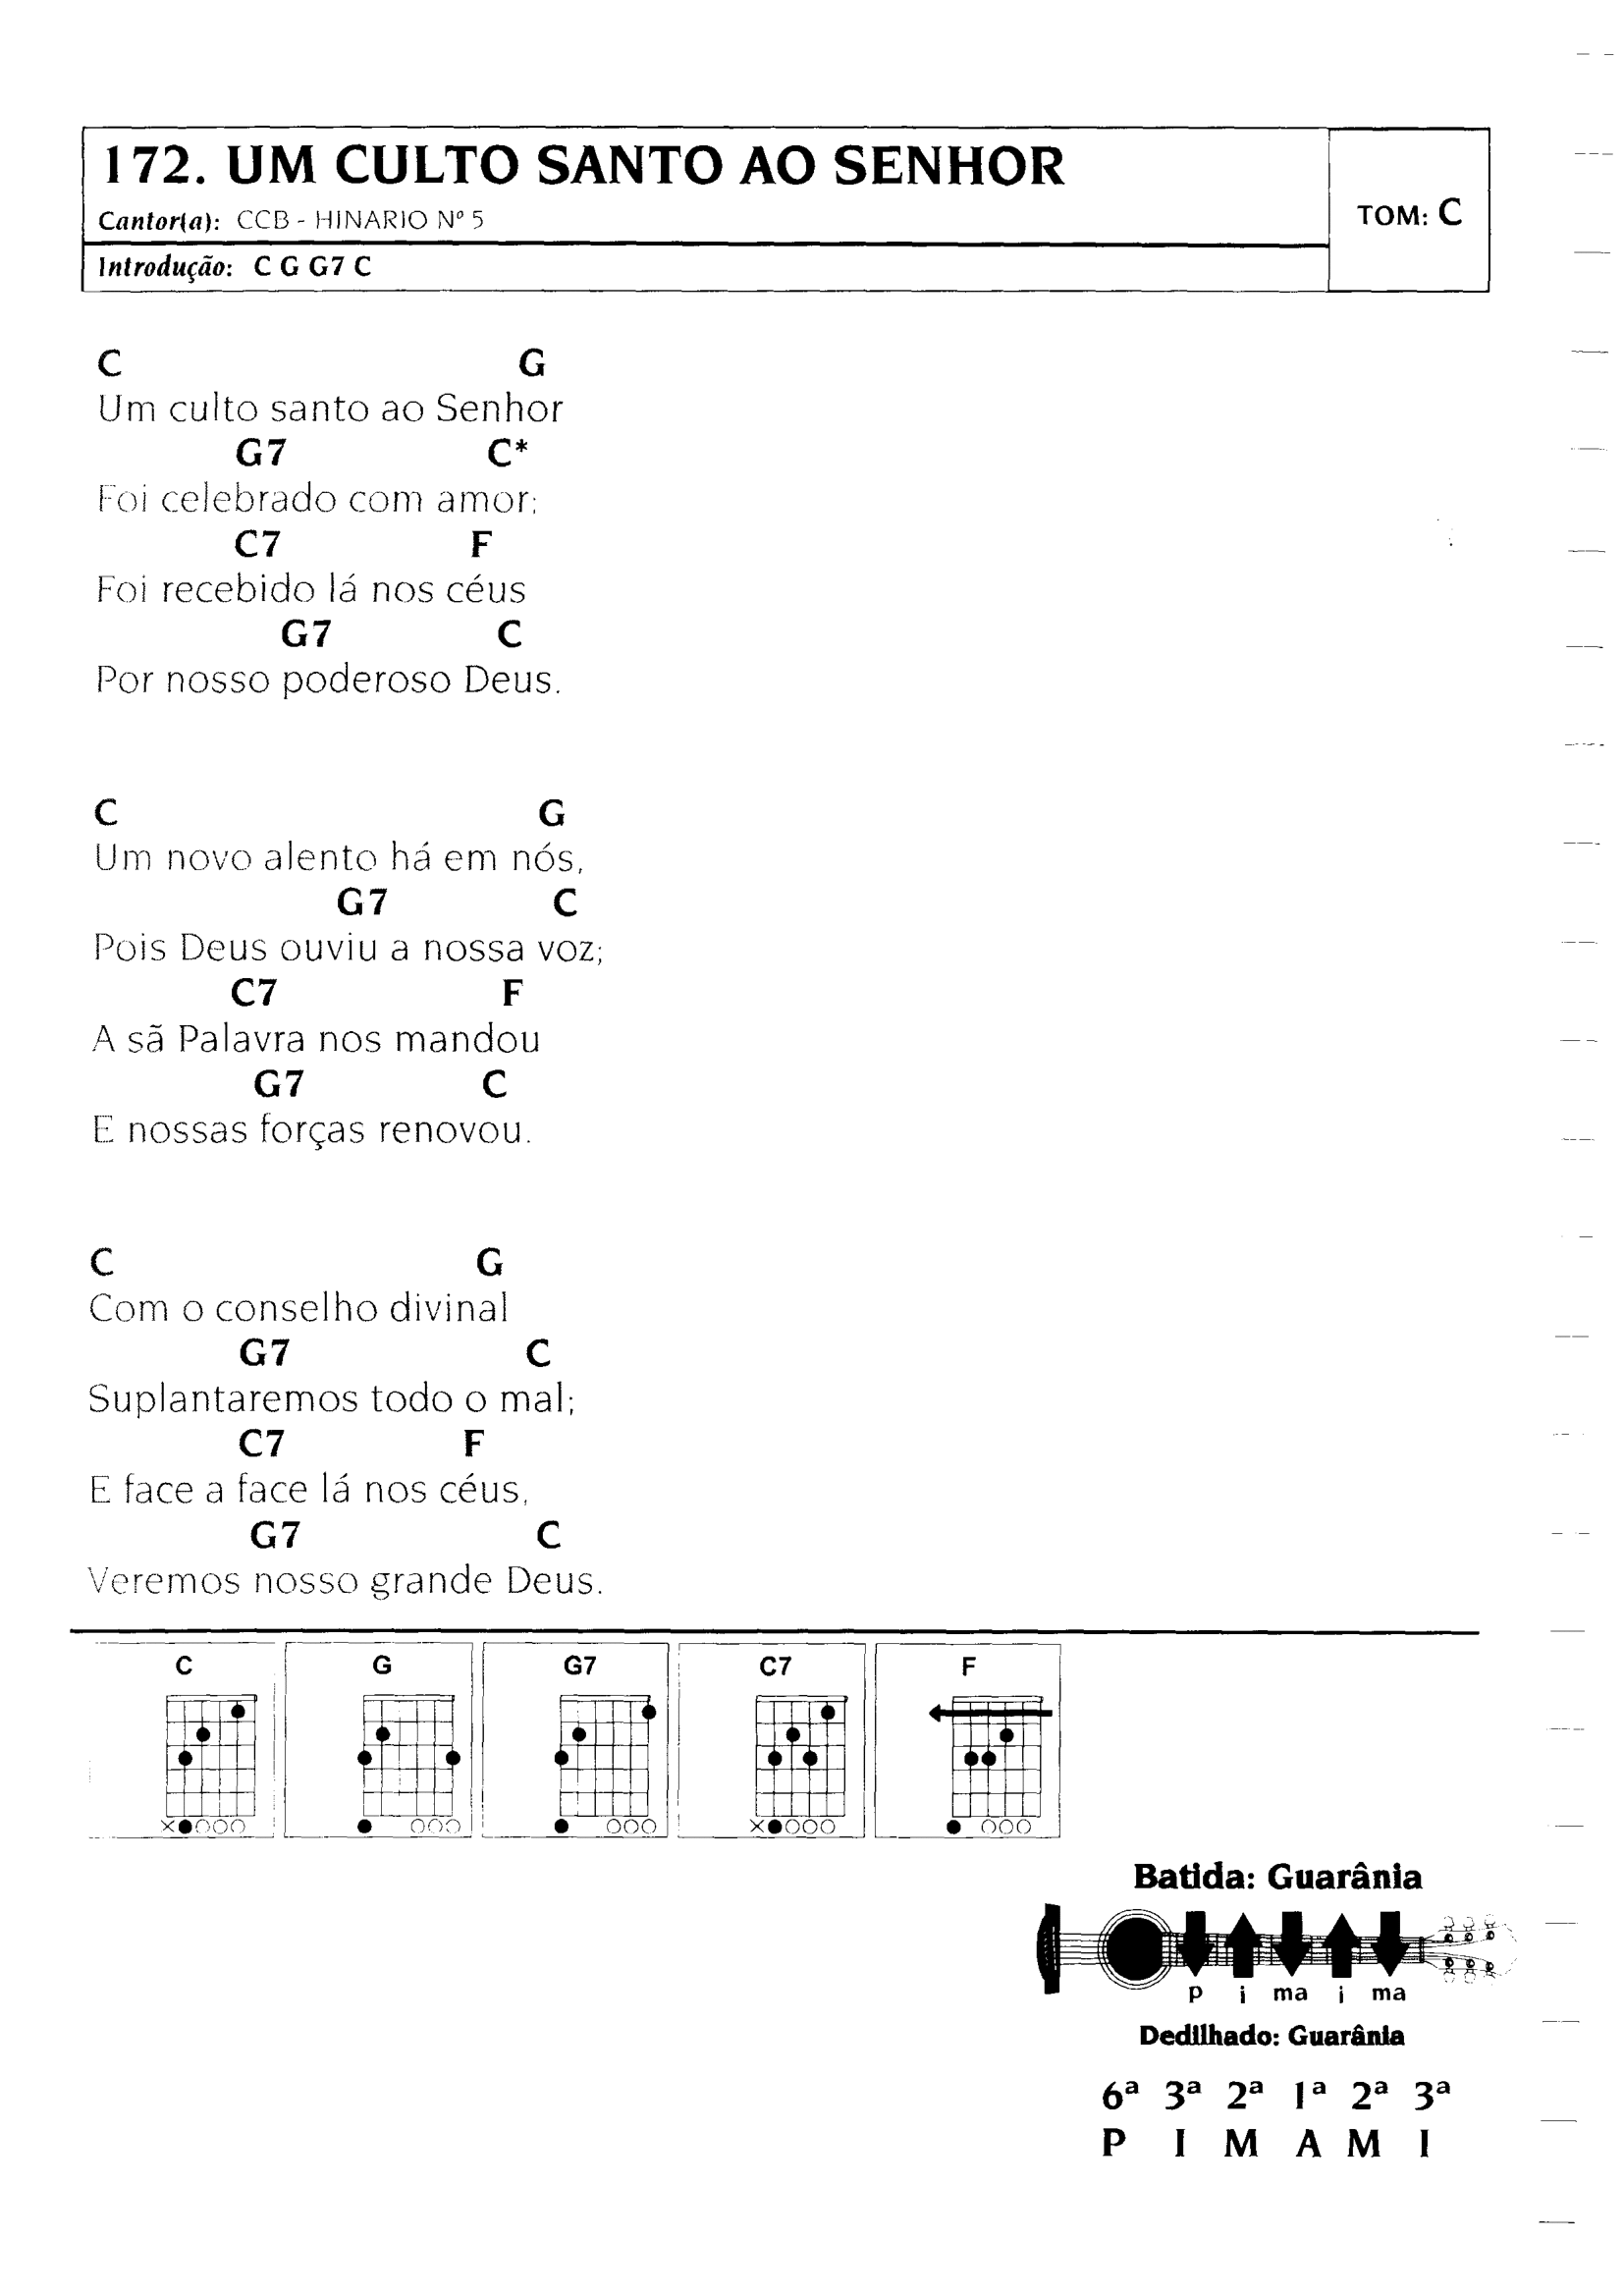 172. UM CULTO SANTO AO SENHOR
Cantor(a): CCB - HINARIO Nº 5
TOM: C
Introdução: C G G7 C
C G
Um culto santo ao Senhor
G7 C*
Foi celebrado com amor;
C7 F
Foi recebido lá nos céus
G7 C
Por nosso poderoso Deus.
C G
Um novo alento há em nós,
G7 C
Pois Deus ouviu a nossa voz;
C7 F
A sã Palavra nos mandou
G7 C
E nossas forças renovou.
C G
Com o conselho divinal
G7 C
Suplantaremos todo o mal;
C7 F
E face a face lá nos céus,
G7 C
Veremos nosso grande Deus.
C G G7 C7 F
Batida: Guarânia
p i ma i ma
Dedilhado: Guarânia
6ª 3ª 2ª 1ª 2ª 3ª
P I M A M I